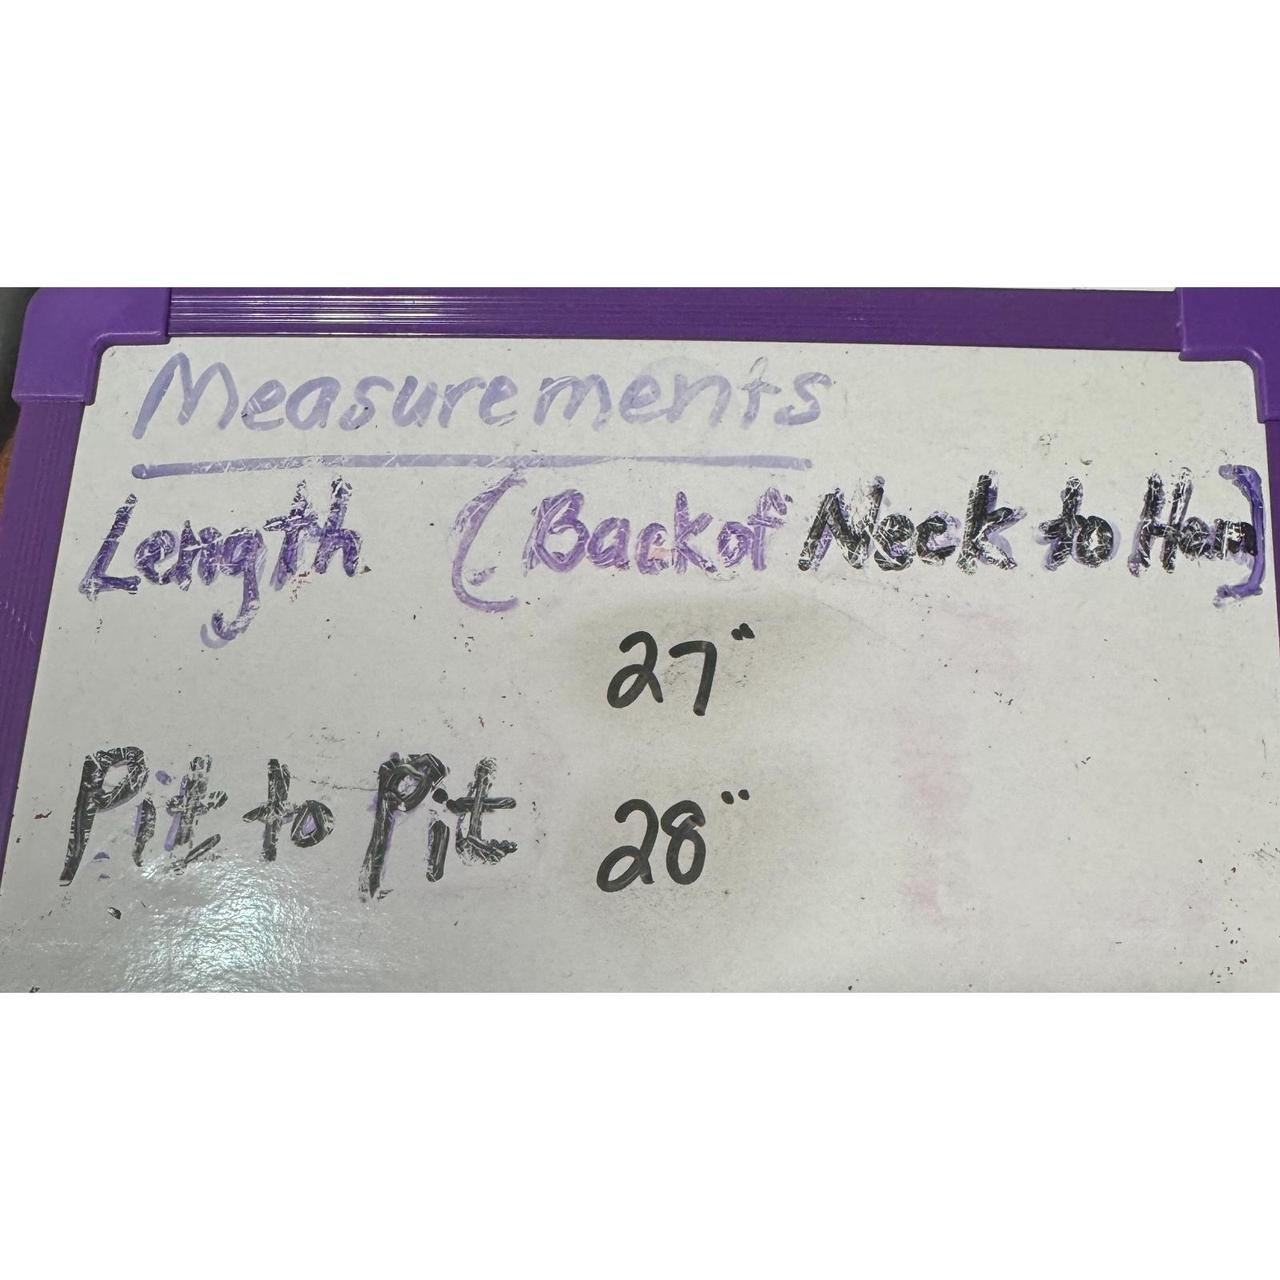 Measurements
Length (Back of Neck to Hem)
27"
Pit to Pit 28"